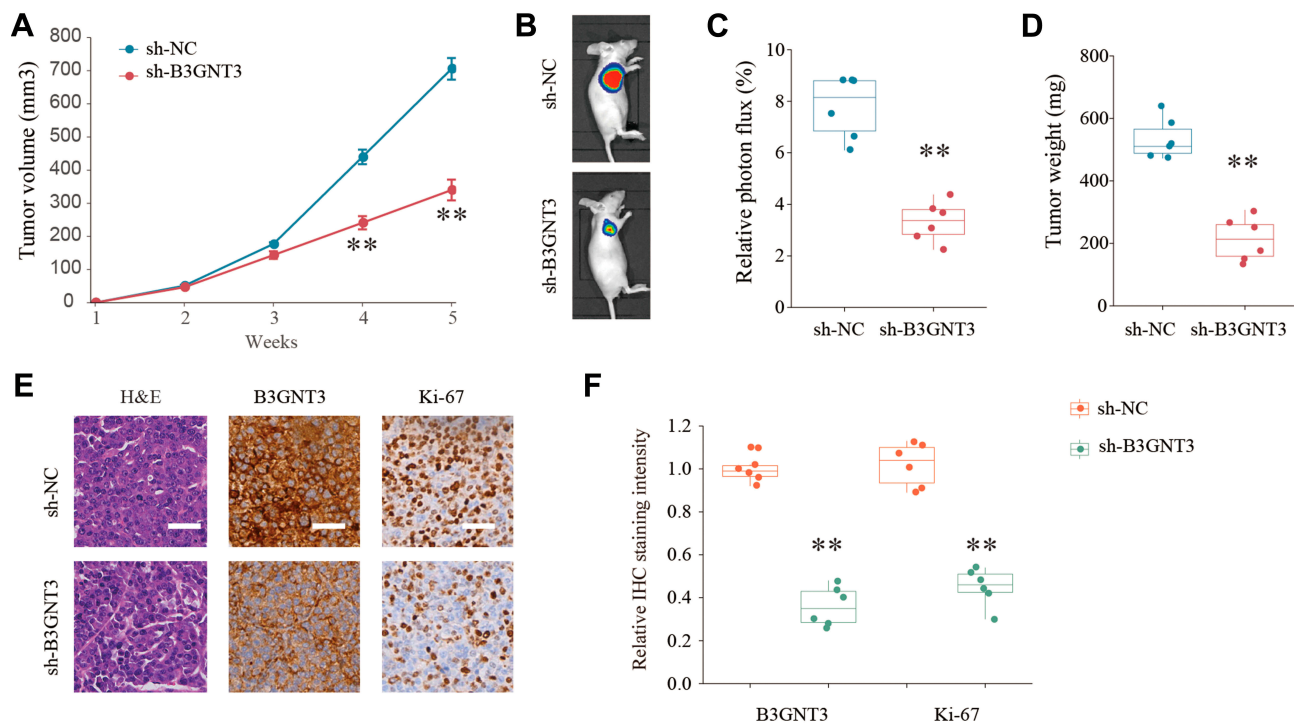 A
sh-NC
sh-B3GNT3
Tumor volume (mm3)
800
700
600
500
400
300
200
100
0
1
2
3
4
5
Weeks
**
**
B
sh-NC
sh-B3GNT3
C
Relative photon flux (%)
10
8
6
4
2
0
**
sh-NC
sh-B3GNT3
D
Tumor weight (mg)
800
600
400
200
0
**
sh-NC
sh-B3GNT3
E
H&E
B3GNT3
Ki-67
sh-NC
sh-B3GNT3
F
sh-NC
sh-B3GNT3
Relative IHC staining intensity
1.2
1.0
0.8
0.6
0.4
0.2
0.0
**
**
B3GNT3
Ki-67